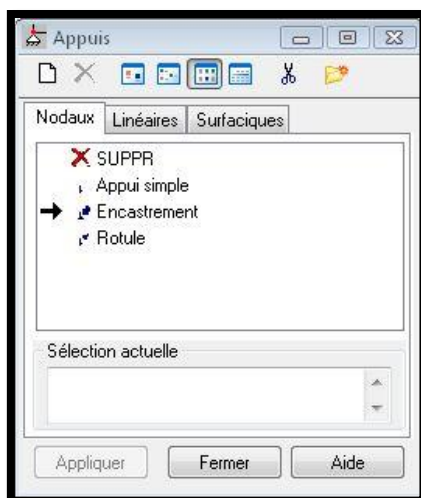 Appuis
Nodaux Linéaires Surfaciques
SUPPR
Appui simple
Encastrement
Rotule
Sélection actuelle
Appliquer Fermer Aide